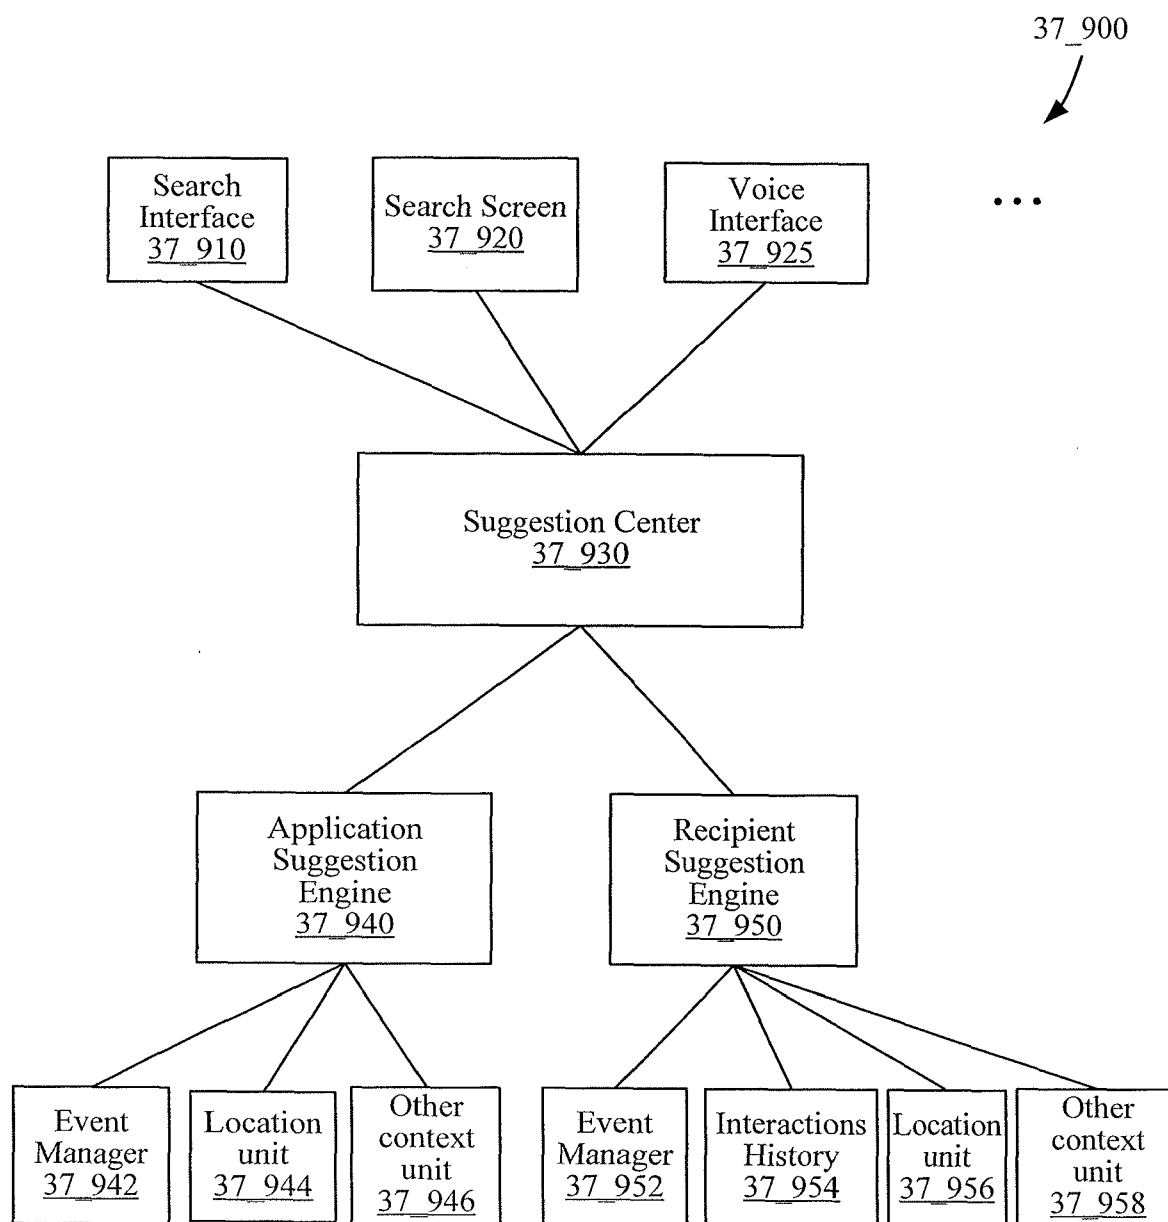 37_900
Search
Interface
37_910
Search Screen
37_920
Voice
Interface
37_925
...
Suggestion Center
37_930
Application
Suggestion
Engine
37_940
Recipient
Suggestion
Engine
37_950
Event
Manager
37_942
Location
unit
37_944
Other
context
unit
37_946
Event
Manager
37_952
Interactions
History
37_954
Location
unit
37_956
Other
context
unit
37_958